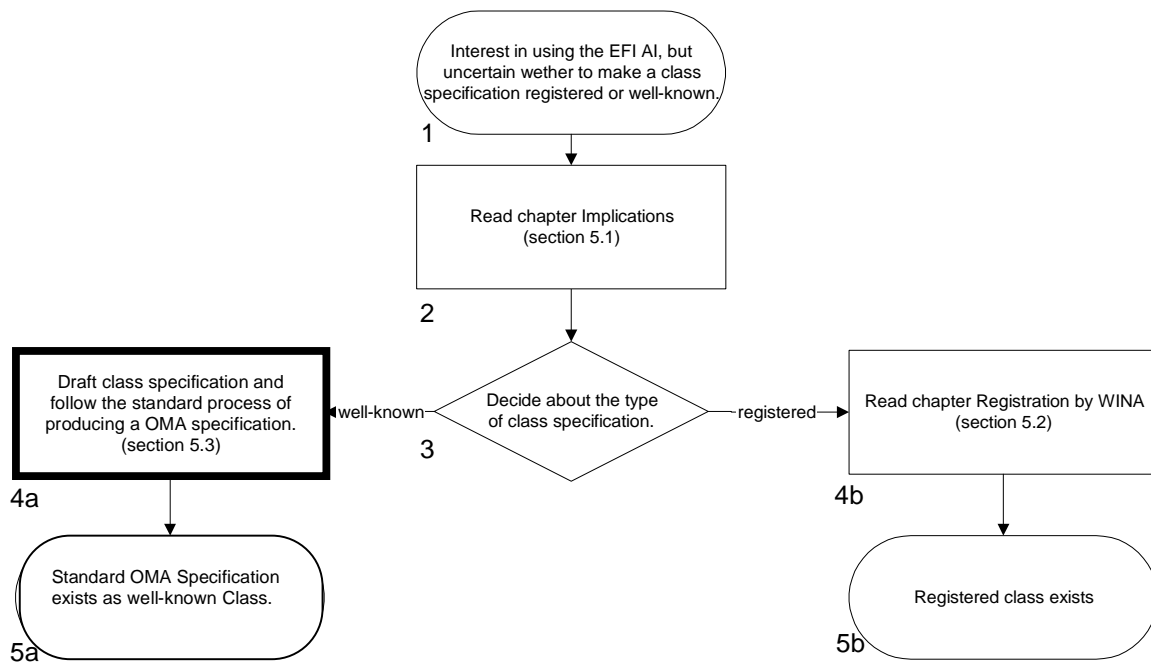 Interest in using the EFI AI, but
uncertain wether to make a class
specification registered or well-known.
1
Read chapter Implications
(section 5.1)
2
Decide about the type
of class specification.
3
well-known
registered
Draft class specification and
follow the standard process of
producing a OMA specification.
(section 5.3)
4a
Read chapter Registration by WINA
(section 5.2)
4b
Standard OMA Specification
exists as well-known Class.
5a
Registered class exists
5b